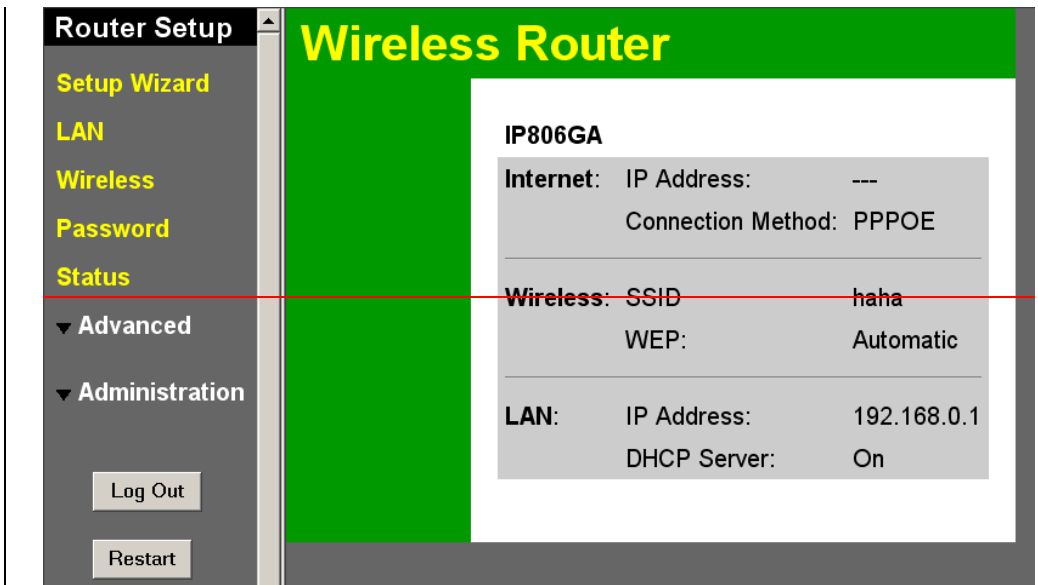 Router Setup
Setup Wizard
LAN
Wireless
Password
Status
Advanced
Administration
Log Out
Restart
Wireless Router
IP806GA
Internet: IP Address: ---
Connection Method: PPPOE
Wireless: SSID haha
WEP: Automatic
LAN: IP Address: 192.168.0.1
DHCP Server: On